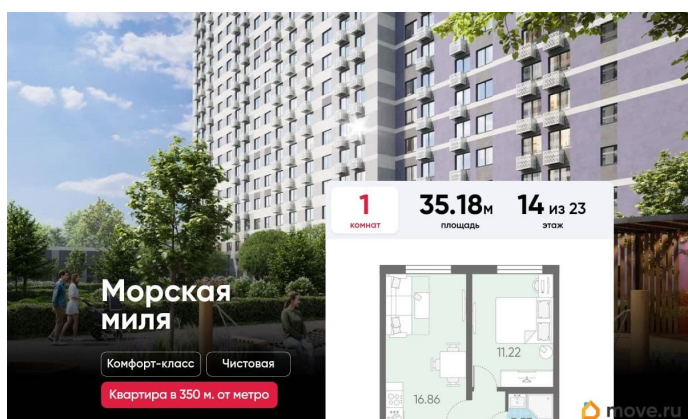 1
комнат
35.18м
площадь
14 из 23
этаж
Морская
миля
Комфорт-класс
Чистовая
Квартира в 350 м. от метро
11.22
16.86
move.ru